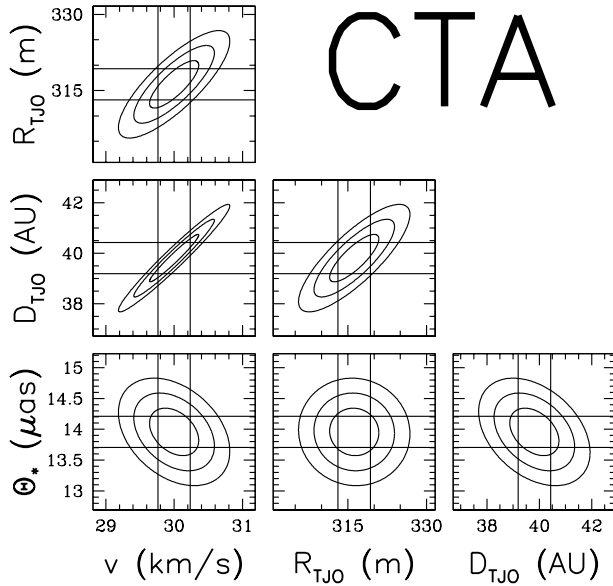 CTA
R_TJO (m)
330
315
D_TJO (AU)
42
40
38
Θ_* (μas)
15
14.5
14
13.5
13
29 30 31
315 330
38 40 42
v (km/s)
R_TJO (m)
D_TJO (AU)